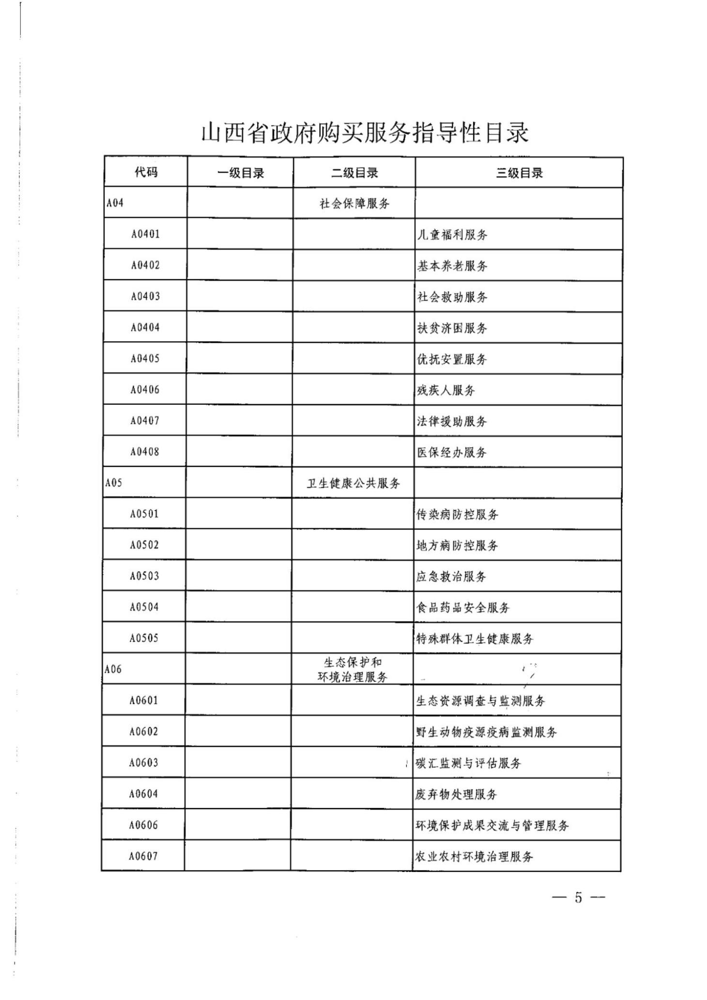 山西省政府购买服务指导性目录
代码 一级目录 二级目录 三级目录
A04 社会保障服务
A0401 儿童福利服务
A0402 基本养老服务
A0403 社会救助服务
A0404 扶贫济困服务
A0405 优抚安置服务
A0406 残疾人服务
A0407 法律援助服务
A0408 医保经办服务
A05 卫生健康公共服务
A0501 传染病防控服务
A0502 地方病防控服务
A0503 应急救治服务
A0504 食品药品安全服务
A0505 特殊群体卫生健康服务
A06 生态保护和
环境治理服务
A0601 生态资源调查与监测服务
A0602 野生动物疫源疫病监测服务
A0603 碳汇监测与评估服务
A0604 废弃物处理服务
A0606 环境保护成果交流与管理服务
A0607 农业农村环境治理服务
— 5 —